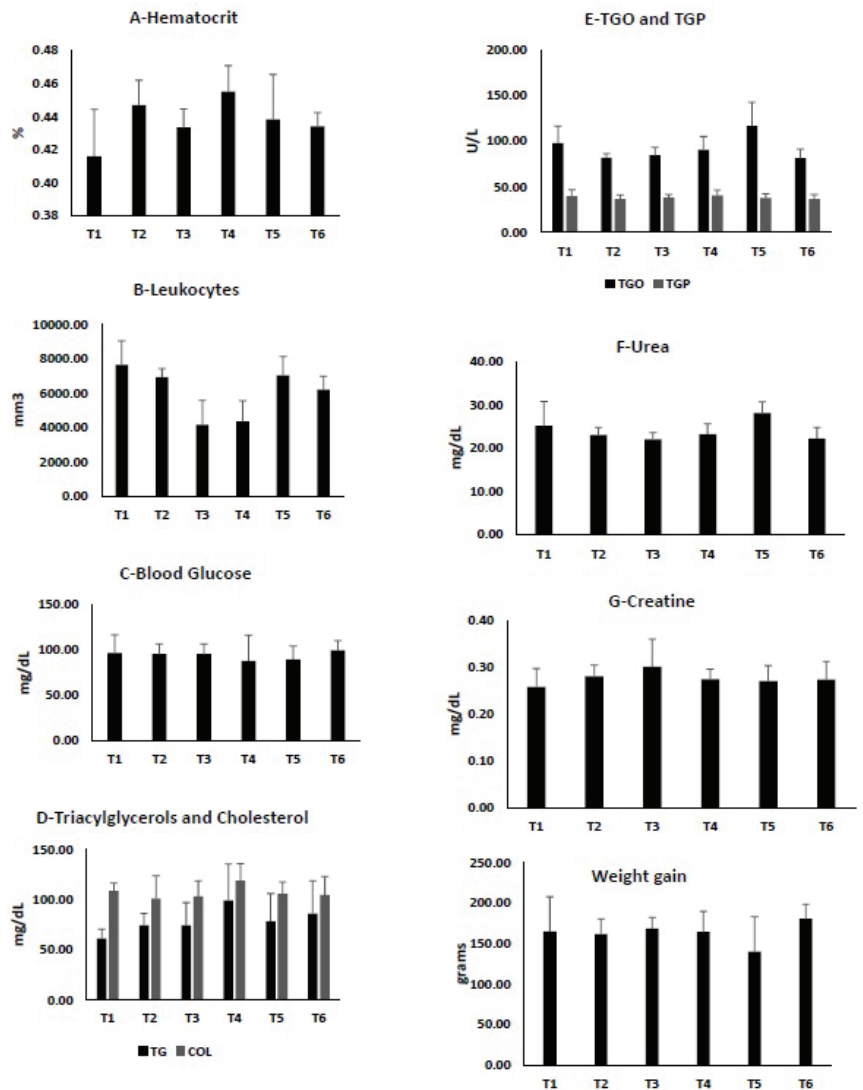 A-Hematocrit
0.48
0.46
0.44
0.42
0.40
0.38
%
T1 T2 T3 T4 T5 T6
B-Leukocytes
10000.00
8000.00
6000.00
4000.00
2000.00
0.00
mm3
T1 T2 T3 T4 T5 T6
C-Blood Glucose
150.00
100.00
50.00
0.00
mg/dL
T1 T2 T3 T4 T5 T6
D-Triacylglycerols and Cholesterol
150.00
100.00
50.00
0.00
mg/dL
T1 T2 T3 T4 T5 T6
TG COL
E-TGO and TGP
200.00
150.00
100.00
50.00
0.00
U/L
T1 T2 T3 T4 T5 T6
TGO TGP
F-Urea
40.00
30.00
20.00
10.00
0.00
mg/dL
T1 T2 T3 T4 T5 T6
G-Creatine
0.40
0.30
0.20
0.10
0.00
mg/dL
T1 T2 T3 T4 T5 T6
Weight gain
250.00
200.00
150.00
100.00
50.00
0.00
grams
T1 T2 T3 T4 T5 T6